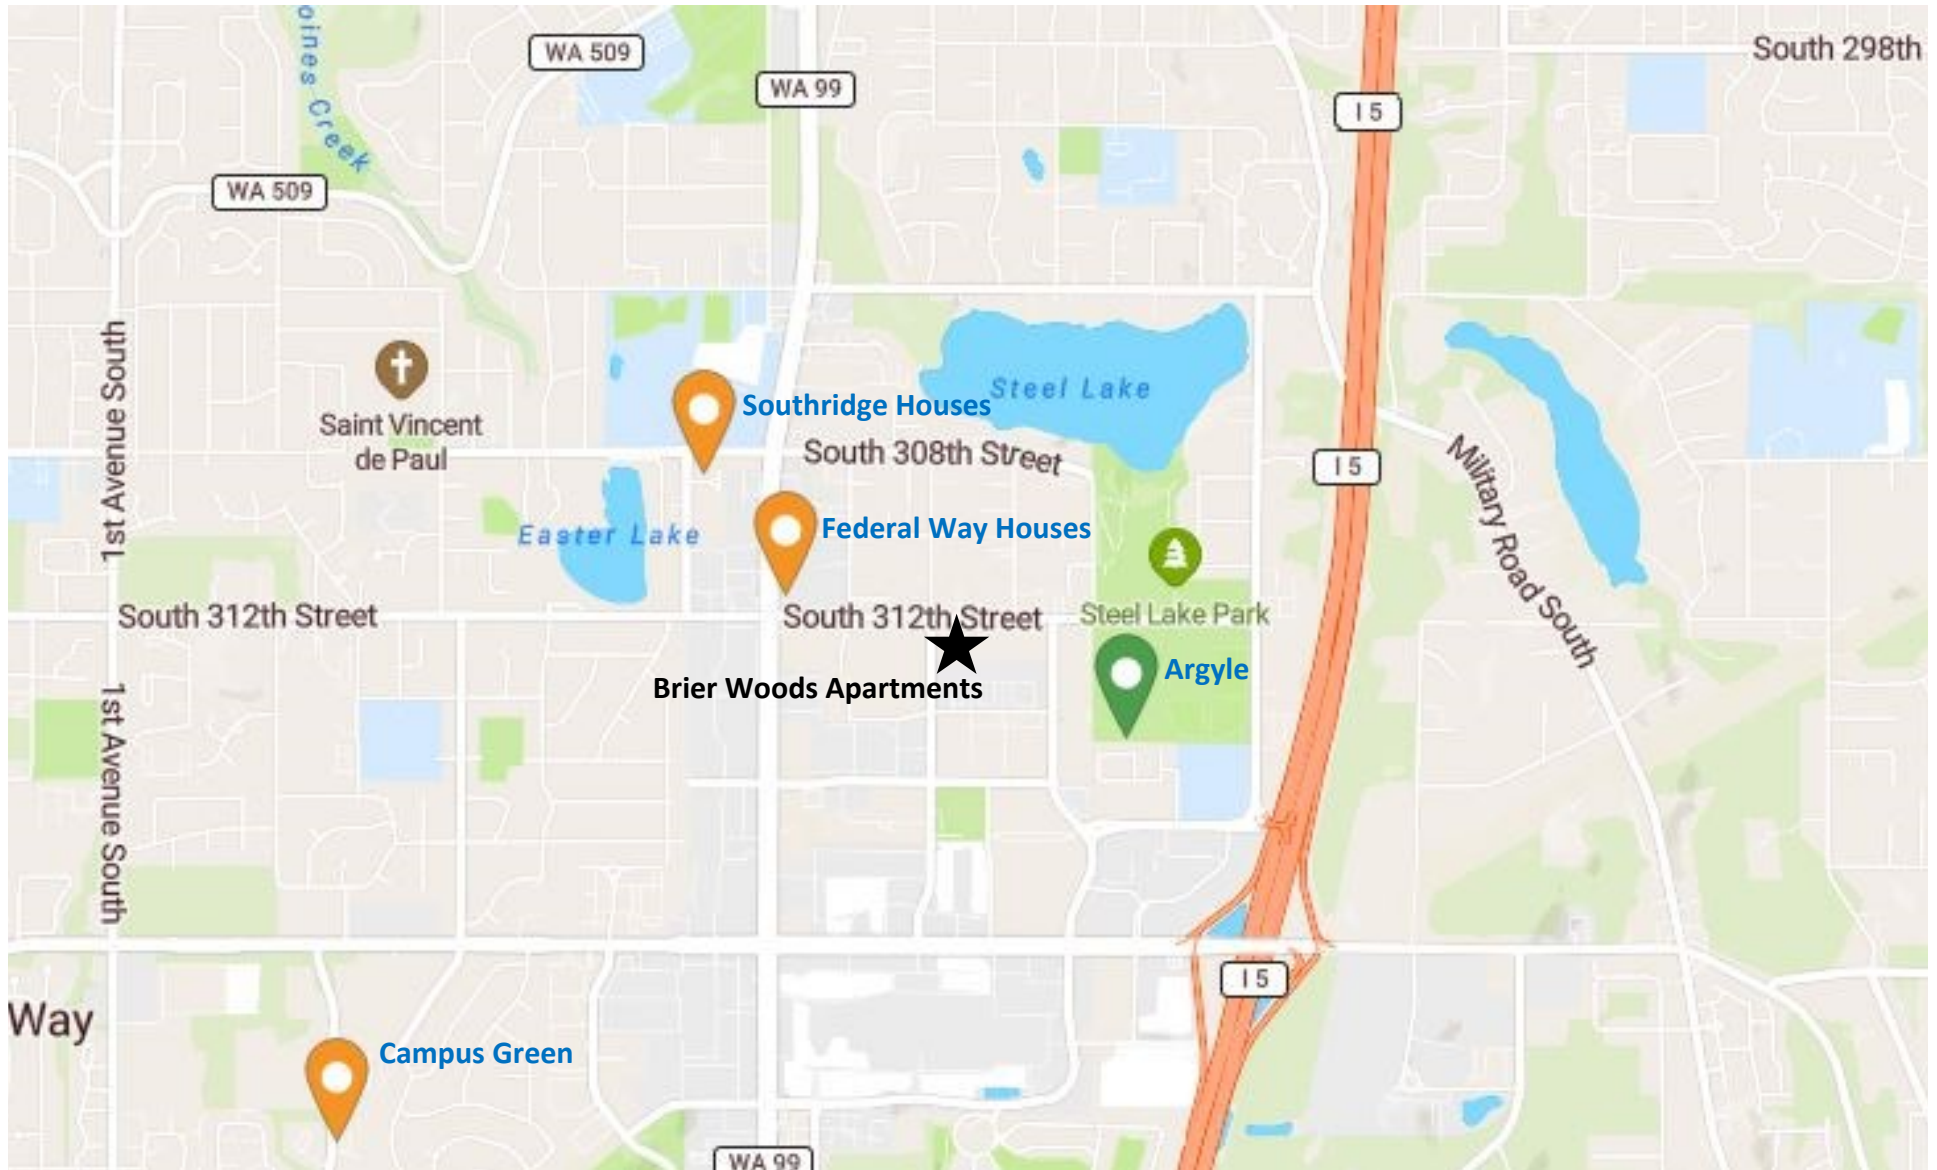 oines Creek
WA 509
WA 99
I 5
South 298th
WA 509
1st Avenue South
Saint Vincent
de Paul
Southridge Houses
Steel Lake
South 308th Street
I 5
Military Road South
Easter Lake
Federal Way Houses
South 312th Street
South 312th Street
Steel Lake Park
Brier Woods Apartments
Argyle
1st Avenue South
I 5
Way
Campus Green
WA 99